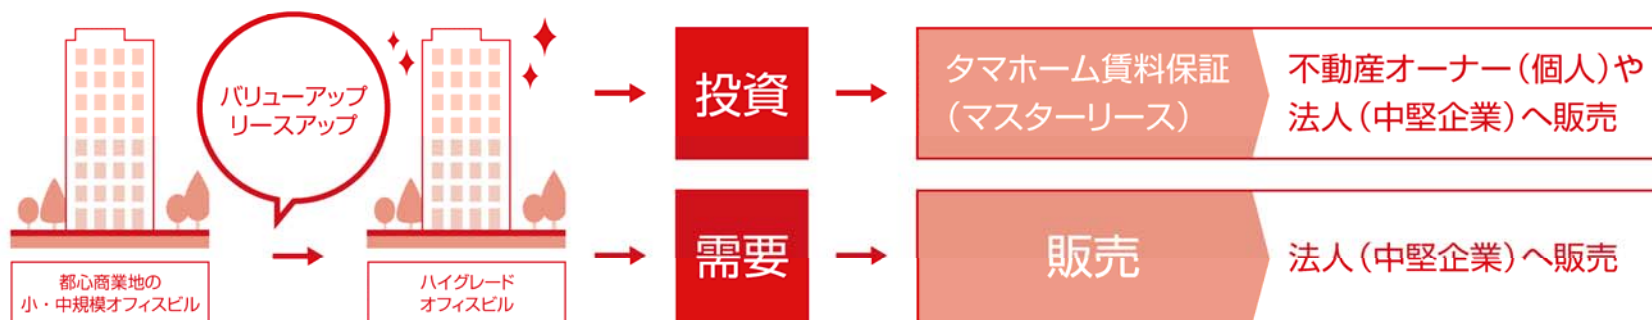 バリューアップ
リースアップ
都心商業地の
小・中規模オフィスビル
ハイグレード
オフィスビル
投資
タマホーム賃料保証
（マスターリース）
不動産オーナー（個人）や
法人（中堅企業）へ販売
需要
販売
法人（中堅企業）へ販売